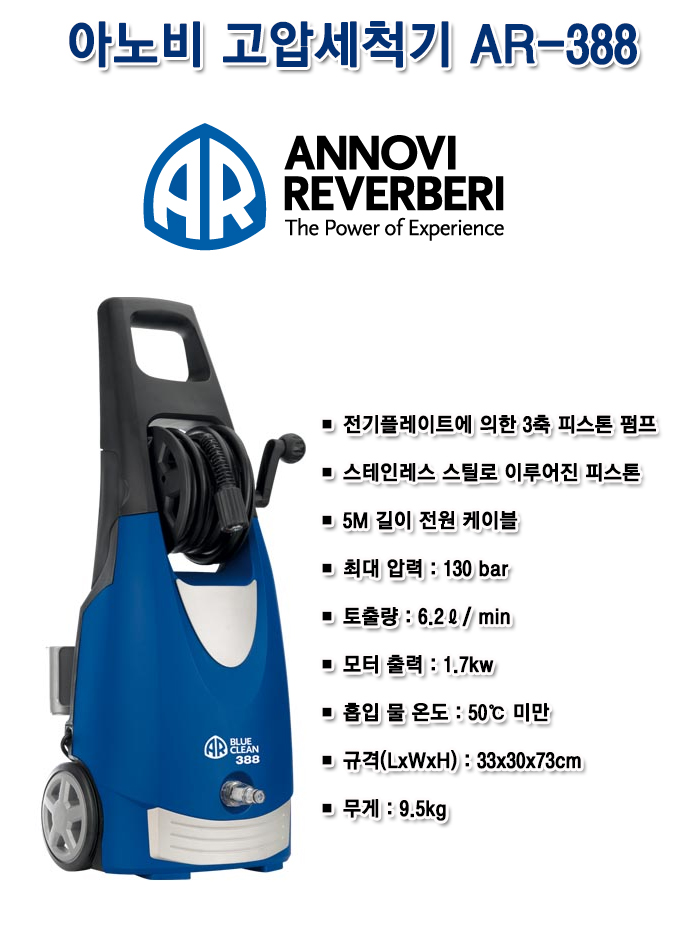 아노비 고압세척기 AR-388
AR
ANNOVI
REVERBERI
The Power of Experience
■ 전기플레이트에 의한 3축 피스톤 펌프
■ 스테인레스 스틸로 이루어진 피스톤
■ 5M 길이 전원 케이블
■ 최대 압력 : 130 bar
■ 토출량 : 6.2ℓ/ min
■ 모터 출력 : 1.7kw
■ 흡입 물 온도 : 50℃ 미만
■ 규격(LxWxH) : 33x30x73cm
■ 무게 : 9.5kg
AR BLUE
CLEAN
388